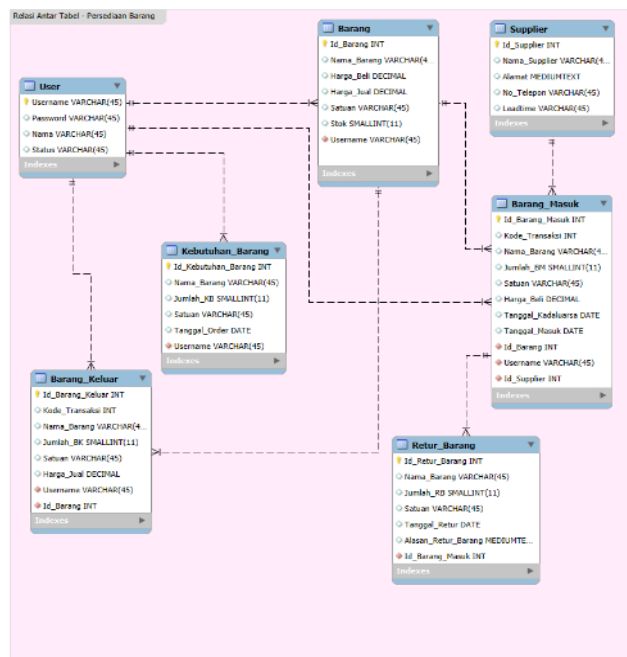 Relasi Antar Tabel - Persediaan Barang
Barang
Id_Barang INT
Nama_Barang VARCHAR(4...
Harga_Beli DECIMAL
Harga_Jual DECIMAL
Satuan VARCHAR(45)
Stok SMALLINT(11)
Username VARCHAR(45)
Indexes
Supplier
Id_Supplier INT
Nama_Supplier VARCHAR(4...
Alamat MEDIUMTEXT
No_Telepon VARCHAR(45)
Leadtime VARCHAR(45)
Indexes
User
Username VARCHAR(45)
Password VARCHAR(45)
Nama VARCHAR(45)
Status VARCHAR(45)
Indexes
Barang_Masuk
Id_Barang_Masuk INT
Kode_Transaksi INT
Nama_Barang VARCHAR(4...
Jumlah_BM SMALLINT(11)
Satuan VARCHAR(45)
Harga_Beli DECIMAL
Tanggal_Kadaluarsa DATE
Tanggal_Masuk DATE
Id_Barang INT
Username VARCHAR(45)
Id_Supplier INT
Indexes
Kebutuhan_Barang
Id_Kebutuhan_Barang INT
Nama_Barang VARCHAR(45)
Jumlah_KB SMALLINT(11)
Satuan VARCHAR(45)
Tanggal_Order DATE
Username VARCHAR(45)
Indexes
Barang_Keluar
Id_Barang_Keluar INT
Kode_Transaksi INT
Nama_Barang VARCHAR(4...
Jumlah_BK SMALLINT(11)
Satuan VARCHAR(45)
Harga_Jual DECIMAL
Username VARCHAR(45)
Id_Barang INT
Indexes
Retur_Barang
Id_Retur_Barang INT
Nama_Barang VARCHAR(45)
Jumlah_RB SMALLINT(11)
Satuan VARCHAR(45)
Tanggal_Retur DATE
Alasan_Retur_Barang MEDIUMTE...
Id_Barang_Masuk INT
Indexes